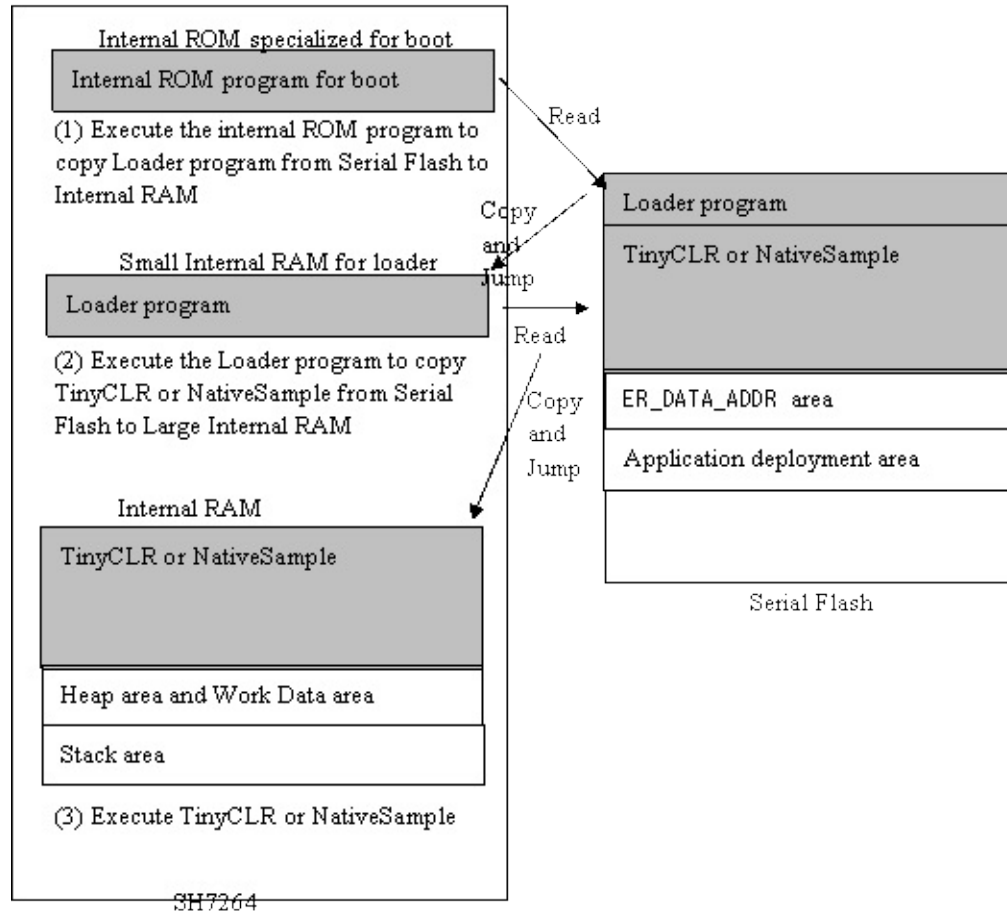 Internal ROM specialized for boot
Internal ROM program for boot
(1) Execute the internal ROM program to
copy Loader program from Serial Flash to
Internal RAM
Read
Copy
and
Jump
Small Internal RAM for loader
Loader program
(2) Execute the Loader program to copy
TinyCLR or NativeSample from Serial
Flash to Large Internal RAM
Read
Copy
and
Jump
Internal RAM
TinyCLR or NativeSample
Heap area and Work Data area
Stack area
(3) Execute TinyCLR or NativeSample
SH7264
Loader program
TinyCLR or NativeSample
ER_DATA_ADDR area
Application deployment area
Serial Flash